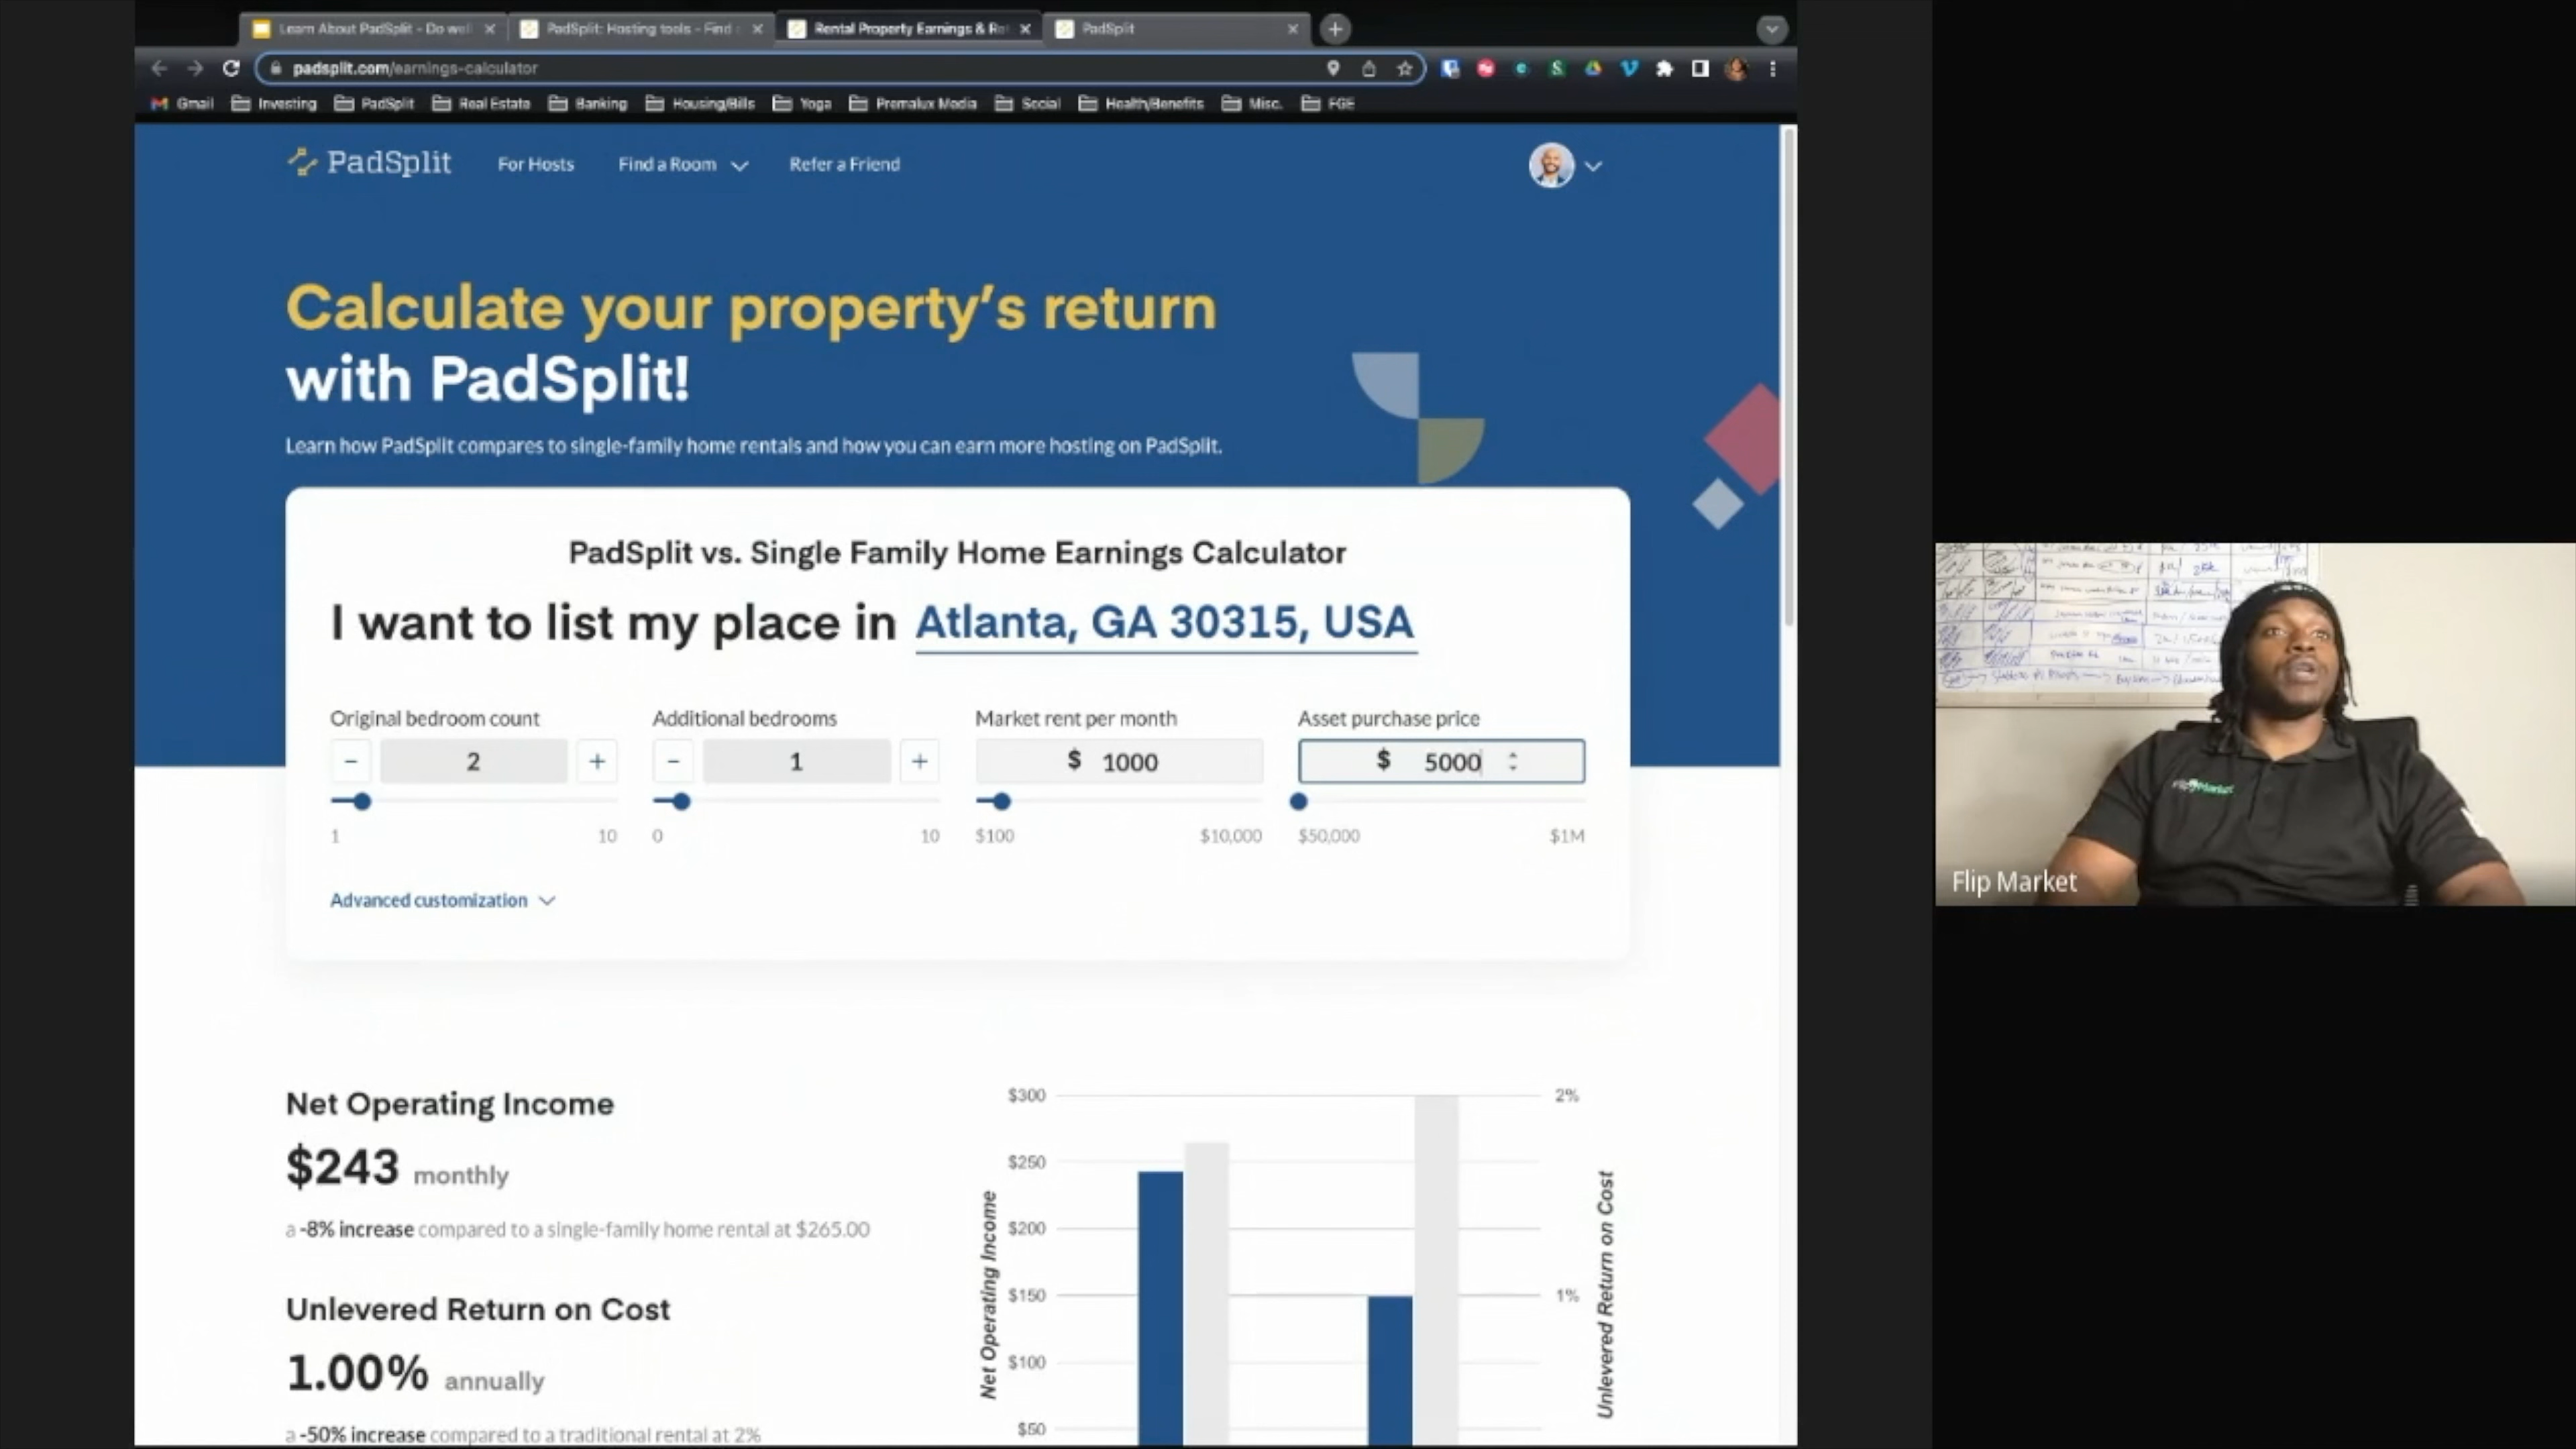 Learn About PadSplit - Do wel
PadSplit: Hosting tools - Find
Rental Property Earnings & Re
PadSplit
padsplit.com/earnings-calculator
Gmail
Investing
PadSplit
Real Estate
Banking
Housing/Bills
Yoga
Premalux Media
Social
Health/Benefits
Misc.
FGE
PadSplit
For Hosts
Find a Room
Refer a Friend
Calculate your property's return
with PadSplit!
Learn how PadSplit compares to single-family home rentals and how you can earn more hosting on PadSplit.
PadSplit vs. Single Family Home Earnings Calculator
I want to list my place in Atlanta, GA 30315, USA
Original bedroom count
Additional bedrooms
Market rent per month
Asset purchase price
- 2 +
- 1 +
$ 1000
$ 5000
1 10
0 10
$100 $10,000
$50,000 $1M
Advanced customization
Net Operating Income
$243 monthly
a -8% increase compared to a single-family home rental at $265.00
Unlevered Return on Cost
1.00% annually
a -50% increase compared to a traditional rental at 2%
Net Operating Income
$300
$250
$200
$150
$100
$50
2%
1%
Unlevered Return on Cost
FlipMarket
Flip Market